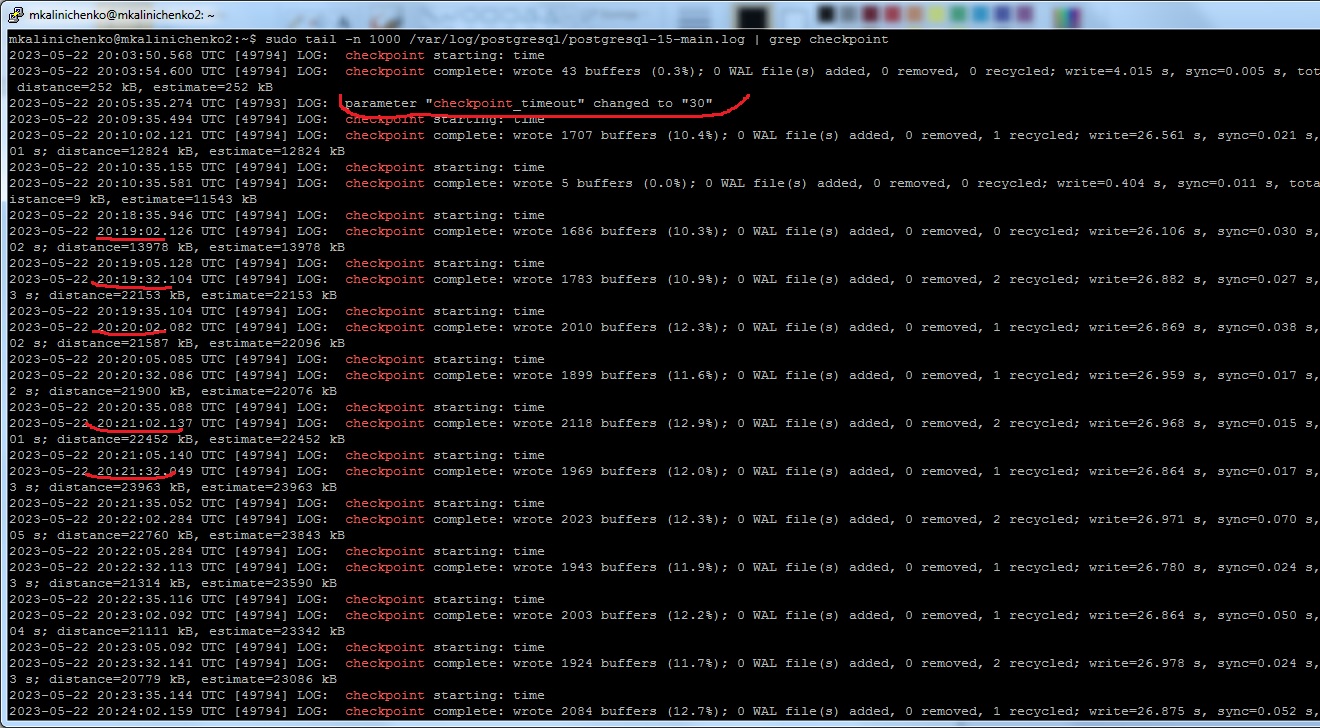 mkalinichenko@mkalinichenko2: ~
mkalinichenko@mkalinichenko2:~$ sudo tail -n 1000 /var/log/postgresql/postgresql-15-main.log | grep checkpoint
2023-05-22 20:03:50.568 UTC [49794] LOG:  checkpoint starting: time
2023-05-22 20:03:54.600 UTC [49794] LOG:  checkpoint complete: wrote 43 buffers (0.3%); 0 WAL file(s) added, 0 removed, 0 recycled; write=4.015 s, sync=0.005 s, tot
 distance=252 kB, estimate=252 kB
2023-05-22 20:05:35.274 UTC [49793] LOG:  parameter "checkpoint_timeout" changed to "30"
2023-05-22 20:09:35.494 UTC [49794] LOG:  checkpoint starting: time
2023-05-22 20:10:02.121 UTC [49794] LOG:  checkpoint complete: wrote 1707 buffers (10.4%); 0 WAL file(s) added, 0 removed, 1 recycled; write=26.561 s, sync=0.021 s,
01 s; distance=12824 kB, estimate=12824 kB
2023-05-22 20:10:35.155 UTC [49794] LOG:  checkpoint starting: time
2023-05-22 20:10:35.581 UTC [49794] LOG:  checkpoint complete: wrote 5 buffers (0.0%); 0 WAL file(s) added, 0 removed, 0 recycled; write=0.404 s, sync=0.011 s, tota
istance=9 kB, estimate=11543 kB
2023-05-22 20:18:35.946 UTC [49794] LOG:  checkpoint starting: time
2023-05-22 20:19:02.126 UTC [49794] LOG:  checkpoint complete: wrote 1686 buffers (10.3%); 0 WAL file(s) added, 0 removed, 0 recycled; write=26.106 s, sync=0.030 s,
02 s; distance=13978 kB, estimate=13978 kB
2023-05-22 20:19:05.128 UTC [49794] LOG:  checkpoint starting: time
2023-05-22 20:19:32.104 UTC [49794] LOG:  checkpoint complete: wrote 1783 buffers (10.9%); 0 WAL file(s) added, 0 removed, 2 recycled; write=26.882 s, sync=0.027 s,
3 s; distance=22153 kB, estimate=22153 kB
2023-05-22 20:19:35.104 UTC [49794] LOG:  checkpoint starting: time
2023-05-22 20:20:02.082 UTC [49794] LOG:  checkpoint complete: wrote 2010 buffers (12.3%); 0 WAL file(s) added, 0 removed, 1 recycled; write=26.869 s, sync=0.038 s,
02 s; distance=21587 kB, estimate=22096 kB
2023-05-22 20:20:05.085 UTC [49794] LOG:  checkpoint starting: time
2023-05-22 20:20:32.086 UTC [49794] LOG:  checkpoint complete: wrote 1899 buffers (11.6%); 0 WAL file(s) added, 0 removed, 1 recycled; write=26.959 s, sync=0.017 s,
2 s; distance=21900 kB, estimate=22076 kB
2023-05-22 20:20:35.088 UTC [49794] LOG:  checkpoint starting: time
2023-05-22 20:21:02.137 UTC [49794] LOG:  checkpoint complete: wrote 2118 buffers (12.9%); 0 WAL file(s) added, 0 removed, 2 recycled; write=26.968 s, sync=0.015 s,
01 s; distance=22452 kB, estimate=22452 kB
2023-05-22 20:21:05.140 UTC [49794] LOG:  checkpoint starting: time
2023-05-22 20:21:32.049 UTC [49794] LOG:  checkpoint complete: wrote 1969 buffers (12.0%); 0 WAL file(s) added, 0 removed, 1 recycled; write=26.864 s, sync=0.017 s,
3 s; distance=23963 kB, estimate=23963 kB
2023-05-22 20:21:35.052 UTC [49794] LOG:  checkpoint starting: time
2023-05-22 20:22:02.284 UTC [49794] LOG:  checkpoint complete: wrote 2023 buffers (12.3%); 0 WAL file(s) added, 0 removed, 2 recycled; write=26.971 s, sync=0.070 s,
05 s; distance=22760 kB, estimate=23843 kB
2023-05-22 20:22:05.284 UTC [49794] LOG:  checkpoint starting: time
2023-05-22 20:22:32.113 UTC [49794] LOG:  checkpoint complete: wrote 1943 buffers (11.9%); 0 WAL file(s) added, 0 removed, 1 recycled; write=26.780 s, sync=0.024 s,
3 s; distance=21314 kB, estimate=23590 kB
2023-05-22 20:22:35.116 UTC [49794] LOG:  checkpoint starting: time
2023-05-22 20:23:02.092 UTC [49794] LOG:  checkpoint complete: wrote 2003 buffers (12.2%); 0 WAL file(s) added, 0 removed, 1 recycled; write=26.864 s, sync=0.050 s,
04 s; distance=21111 kB, estimate=23342 kB
2023-05-22 20:23:05.092 UTC [49794] LOG:  checkpoint starting: time
2023-05-22 20:23:32.141 UTC [49794] LOG:  checkpoint complete: wrote 1924 buffers (11.7%); 0 WAL file(s) added, 0 removed, 2 recycled; write=26.978 s, sync=0.024 s,
3 s; distance=20779 kB, estimate=23086 kB
2023-05-22 20:23:35.144 UTC [49794] LOG:  checkpoint starting: time
2023-05-22 20:24:02.159 UTC [49794] LOG:  checkpoint complete: wrote 2084 buffers (12.7%); 0 WAL file(s) added, 0 removed, 1 recycled; write=26.875 s, sync=0.052 s,